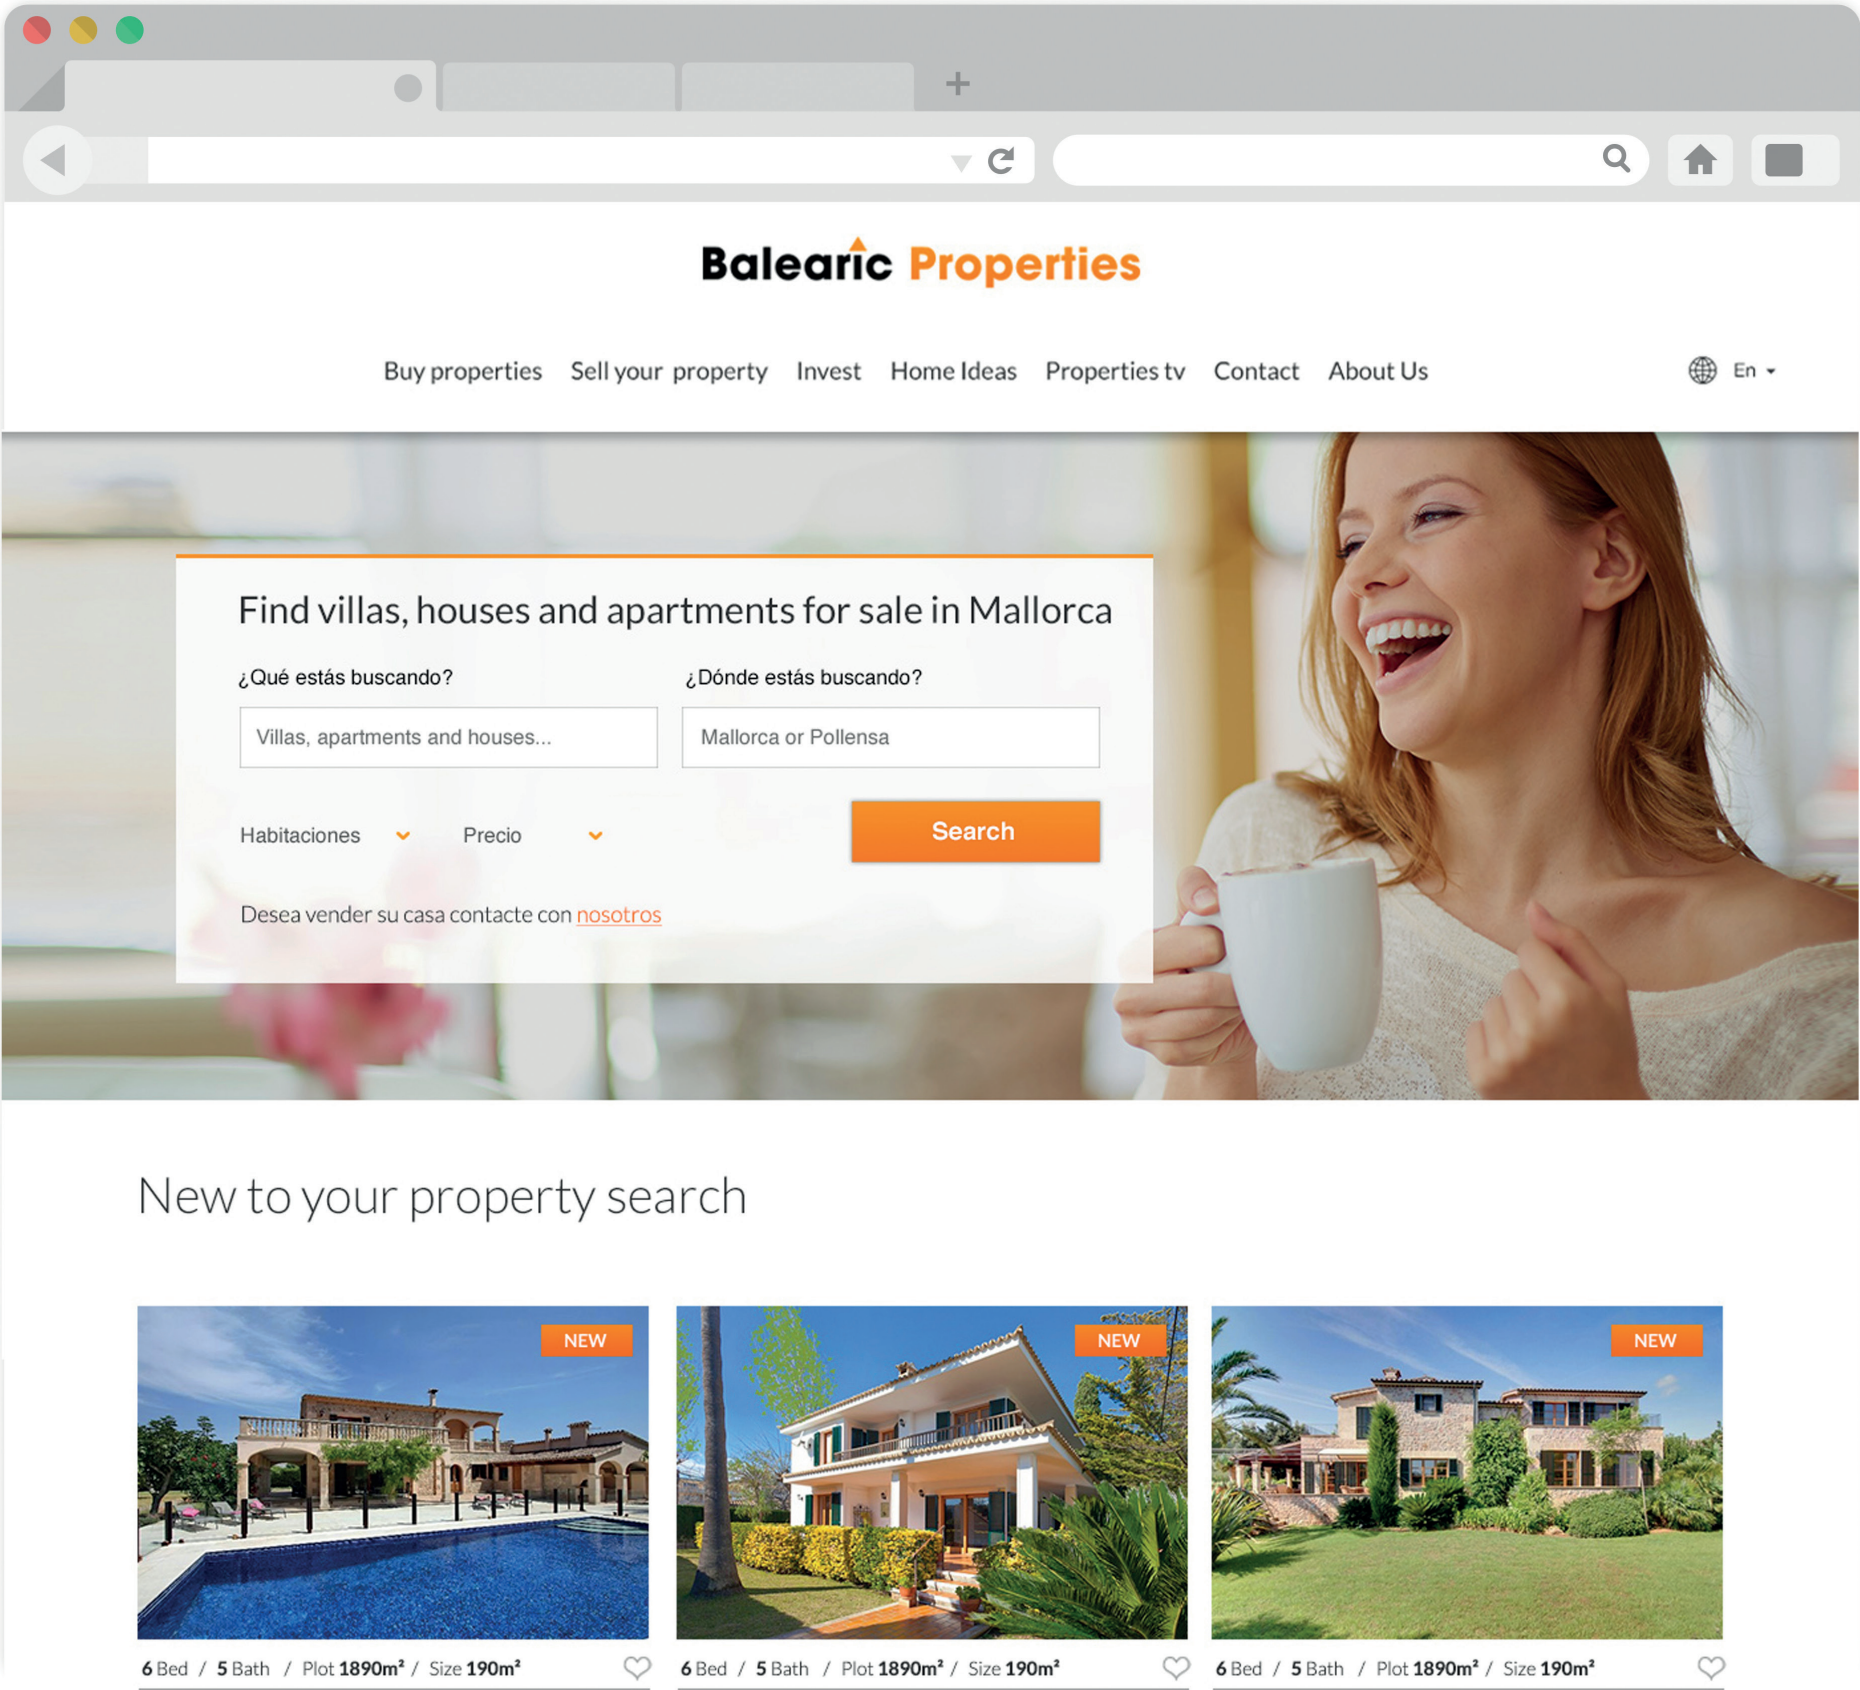 Balearic Properties
Buy properties Sell your property Invest Home Ideas Properties tv Contact About Us En
Find villas, houses and apartments for sale in Mallorca
¿Qué estás buscando? ¿Dónde estás buscando?
Villas, apartments and houses... Mallorca or Pollensa
Habitaciones Precio Search
Desea vender su casa contacte con nosotros
New to your property search
NEW NEW NEW
6 Bed / 5 Bath / Plot 1890m² / Size 190m² 6 Bed / 5 Bath / Plot 1890m² / Size 190m² 6 Bed / 5 Bath / Plot 1890m² / Size 190m²